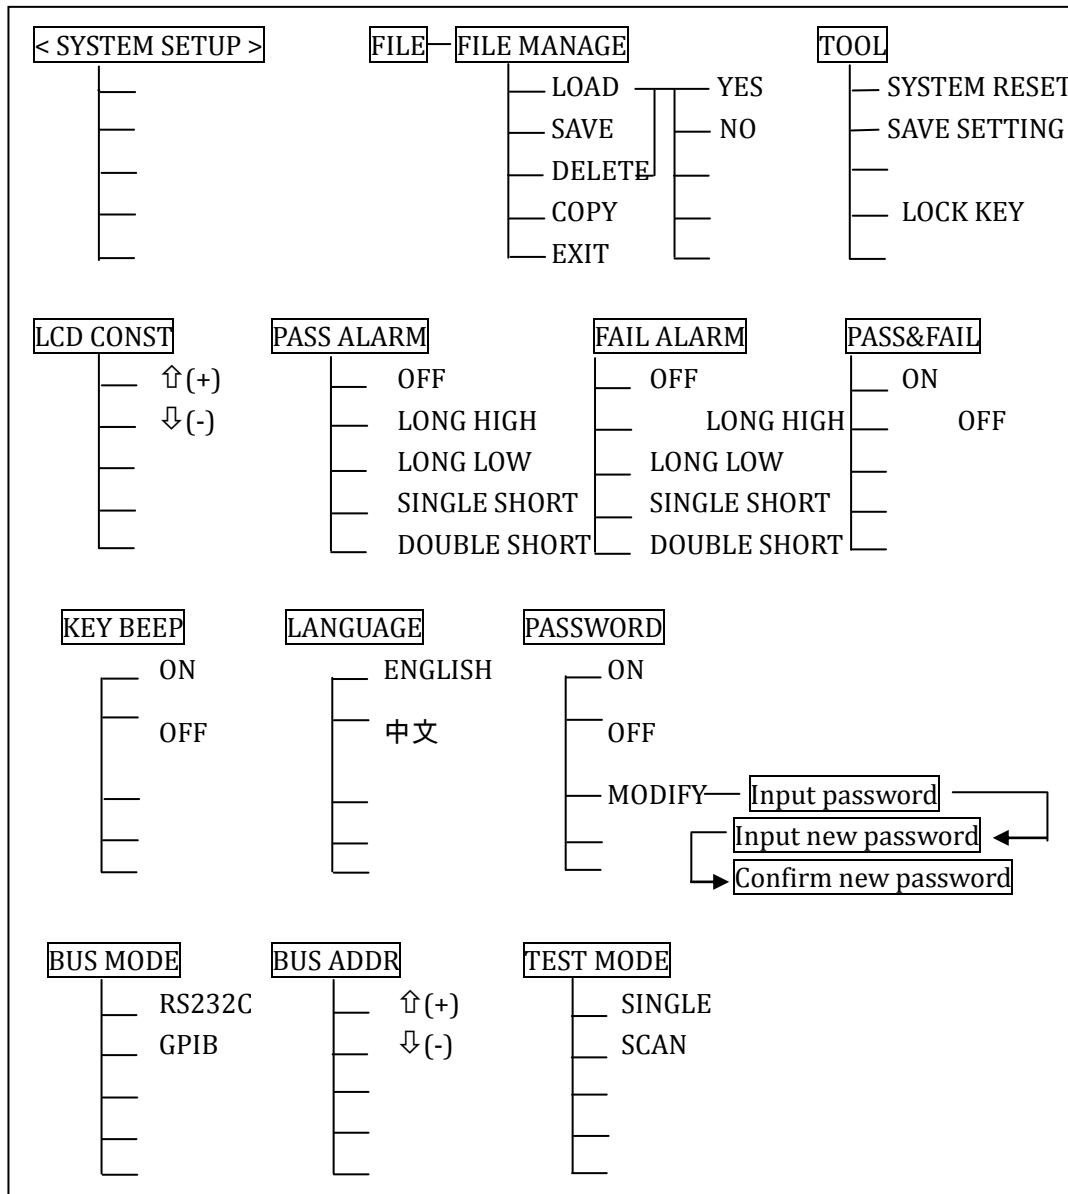 < SYSTEM SETUP > FILE FILE MANAGE TOOL
LOAD YES SYSTEM RESET
SAVE NO SAVE SETTING
DELETE
COPY LOCK KEY
EXIT
LCD CONST PASS ALARM FAIL ALARM PASS&FAIL
⇧(+) OFF OFF ON
⇩(-) LONG HIGH LONG HIGH OFF
LONG LOW LONG LOW
SINGLE SHORT SINGLE SHORT
DOUBLE SHORT DOUBLE SHORT
KEY BEEP LANGUAGE PASSWORD
ON ENGLISH ON
OFF 中文 OFF
MODIFY Input password
Input new password
Confirm new password
BUS MODE BUS ADDR TEST MODE
RS232C ⇧(+) SINGLE
GPIB ⇩(-) SCAN